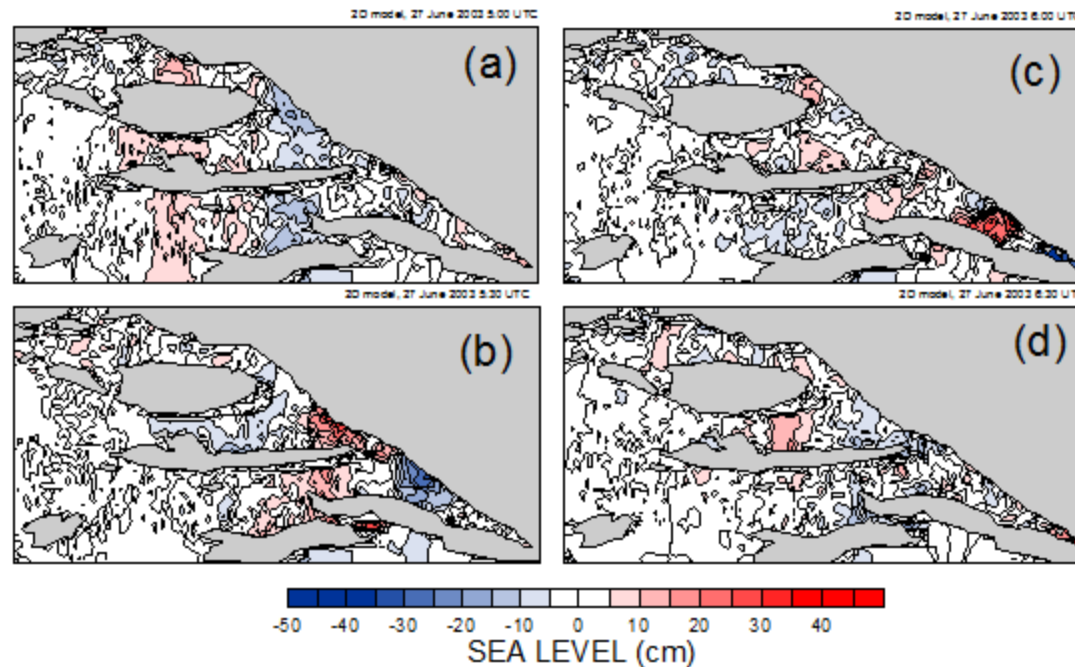 2D model, 27 June 2003 5:00 UTC
(a)
2D model, 27 June 2003 6:00 UTC
(c)
2D model, 27 June 2003 5:30 UTC
(b)
2D model, 27 June 2003 6:30 UTC
(d)
-50 -40 -30 -20 -10 0 10 20 30 40
SEA LEVEL (cm)